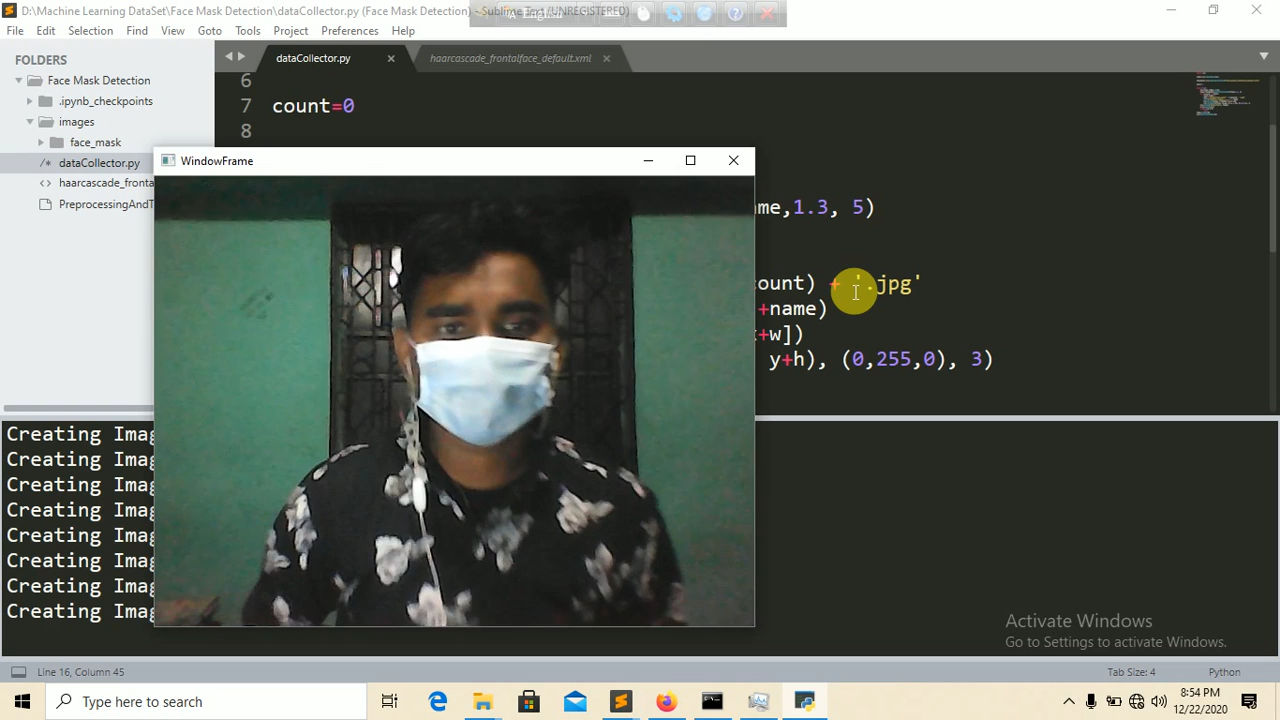 D:\Machine Learning DataSet\Face Mask Detection\dataCollector.py (Face Mask Detection) - Sublime Text (UNREGISTERED)
English
File Edit Selection Find View Goto Tools Project Preferences Help
FOLDERS
Face Mask Detection
.ipynb_checkpoints
images
face_mask
dataCollector.py
haarcascade_fronta
PreprocessingAndT
dataCollector.py
haarcascade_frontalface_default.xml
6
7 count=0
8
me,1.3, 5)
ount) + '.jpg'
+name)
+w])
y+h), (0,255,0), 3)
WindowFrame
Creating Imag
Creating Imag
Creating Imag
Creating Imag
Creating Imag
Creating Imag
Creating Imag
Creating Imag
Activate Windows
Go to Settings to activate Windows.
Line 16, Column 45
Tab Size: 4
Python
Type here to search
8:54 PM
12/22/2020